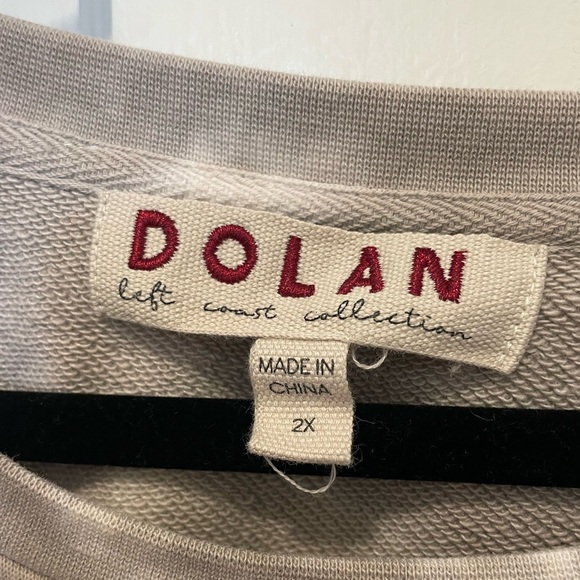 DOLAN
left coast collection
MADE IN
CHINA
2X